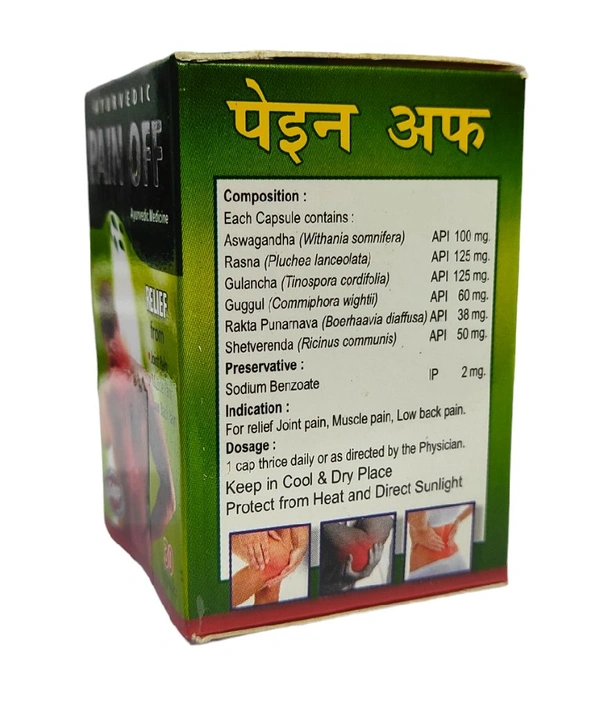 AYURVEDIC
PAIN OFF
Ayurvedic Medicine
RELIEF
from
पेइन अफ
Composition :
Each Capsule contains :
Aswagandha (Withania somnifera) API 100 mg.
Rasna (Pluchea lanceolata) API 125 mg.
Gulancha (Tinospora cordifolia) API 125 mg.
Guggul (Commiphora wightii) API 60 mg.
Rakta Punarnava (Boerhaavia diaffusa) API 38 mg.
Shetverenda (Ricinus communis) API 50 mg.
Preservative :
Sodium Benzoate IP 2 mg.
Indication :
For relief Joint pain, Muscle pain, Low back pain.
Dosage :
1 cap thrice daily or as directed by the Physician.
Keep in Cool & Dry Place
Protect from Heat and Direct Sunlight